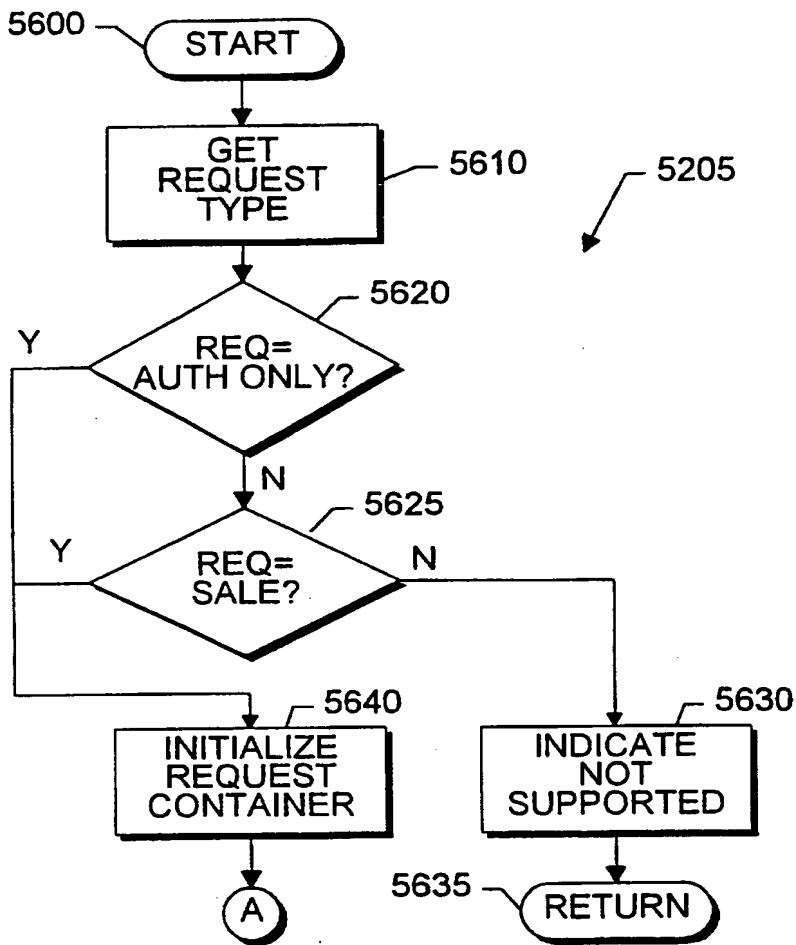 5600
START
GET
REQUEST
TYPE
5610
5205
5620
Y
REQ=
AUTH ONLY?
N
5625
Y
REQ=
SALE?
N
5640
INITIALIZE
REQUEST
CONTAINER
5630
INDICATE
NOT
SUPPORTED
A
5635
RETURN